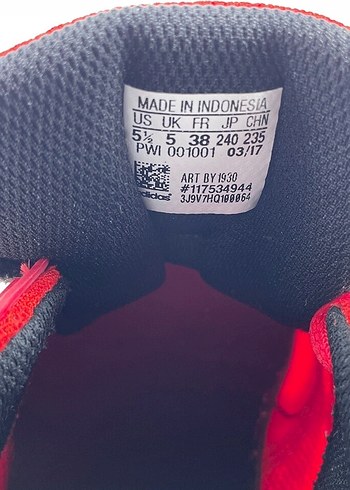 MADE IN INDONESIA
US UK FR JP CHN
5½ 5 38 240 235
PWI 001001 03/17
ART BY1930
#117534944
adidas 3J9V7HQ100064